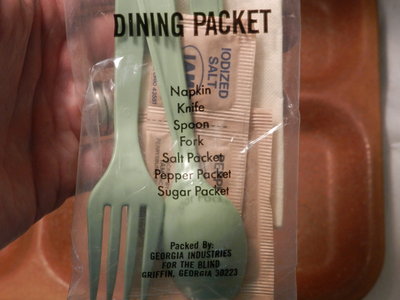 DINING PACKET
IODIZED
SALT
Napkin
Knife
Spoon
Fork
Salt Packet
Pepper Packet
Sugar Packet
Packed By:
GEORGIA INDUSTRIES
FOR THE BLIND
GRIFFIN, GEORGIA 30223